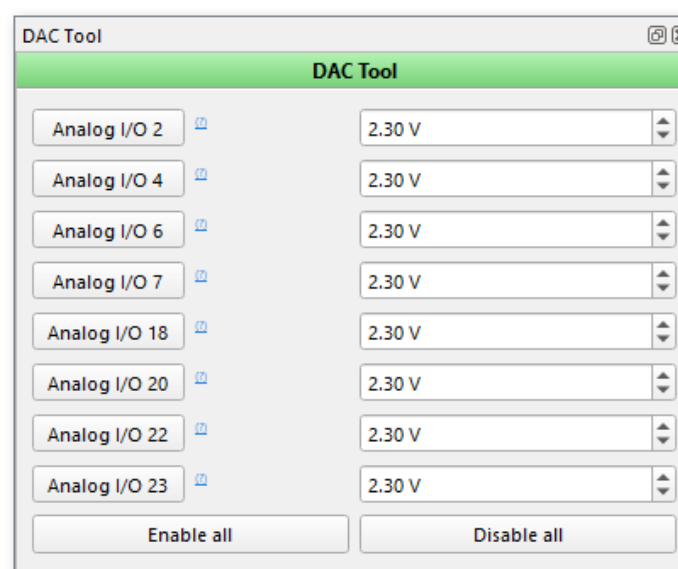 DAC Tool
DAC Tool
Analog I/O 2 (?) 2.30 V
Analog I/O 4 (?) 2.30 V
Analog I/O 6 (?) 2.30 V
Analog I/O 7 (?) 2.30 V
Analog I/O 18 (?) 2.30 V
Analog I/O 20 (?) 2.30 V
Analog I/O 22 (?) 2.30 V
Analog I/O 23 (?) 2.30 V
Enable all Disable all